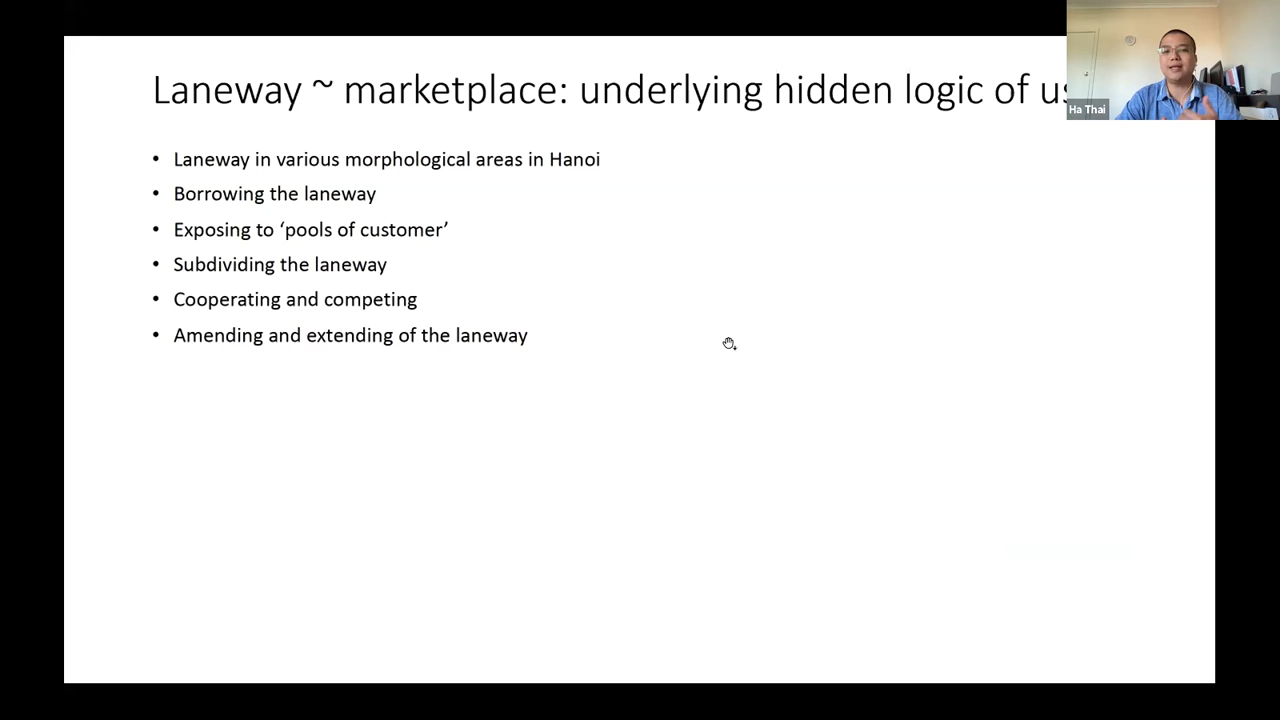 Laneway ~ marketplace: underlying hidden logic of
Ha Thai
• Laneway in various morphological areas in Hanoi
• Borrowing the laneway
• Exposing to ‘pools of customer’
• Subdividing the laneway
• Cooperating and competing
• Amending and extending of the laneway